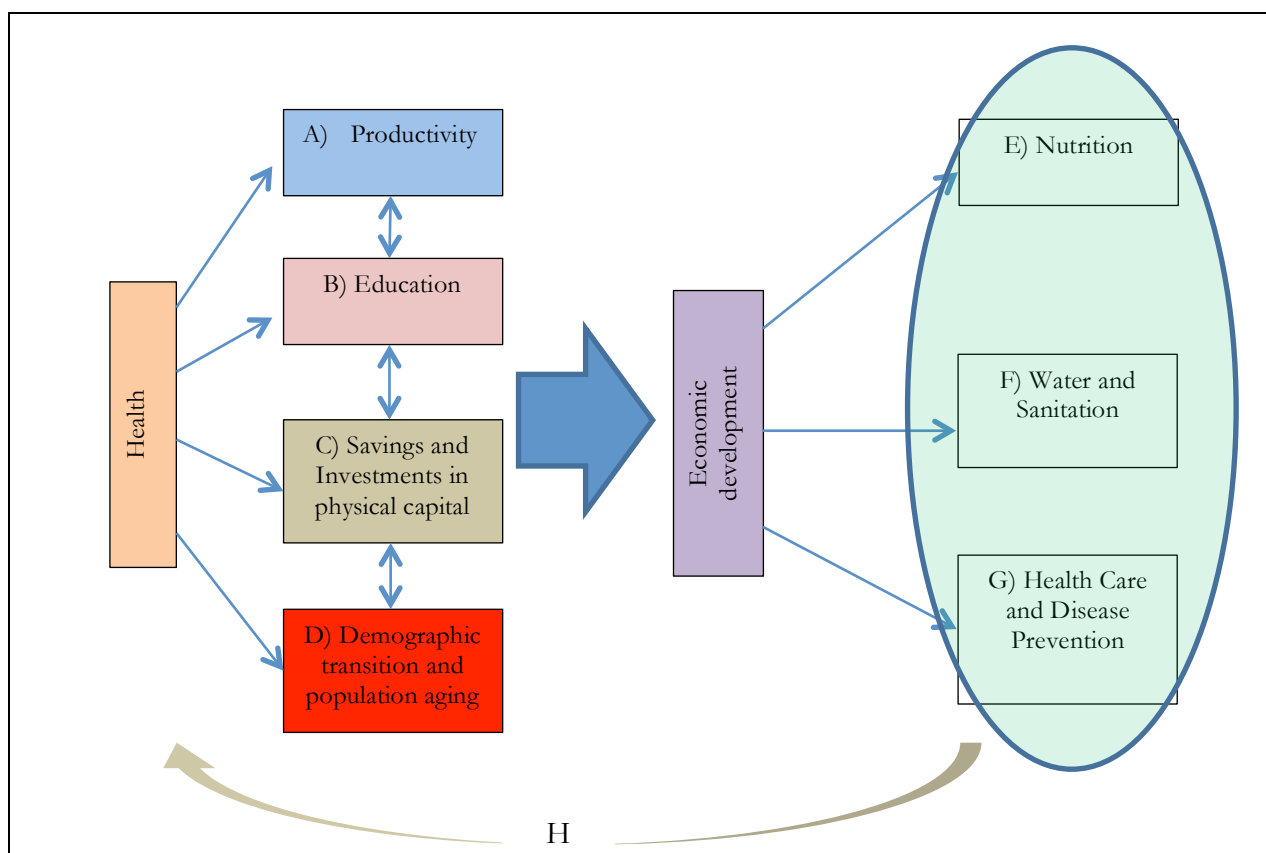 Health
A) Productivity
B) Education
C) Savings and
Investments in
physical capital
D) Demographic
transition and
population aging
Economic
development
E) Nutrition
F) Water and
Sanitation
G) Health Care
and Disease
Prevention
H